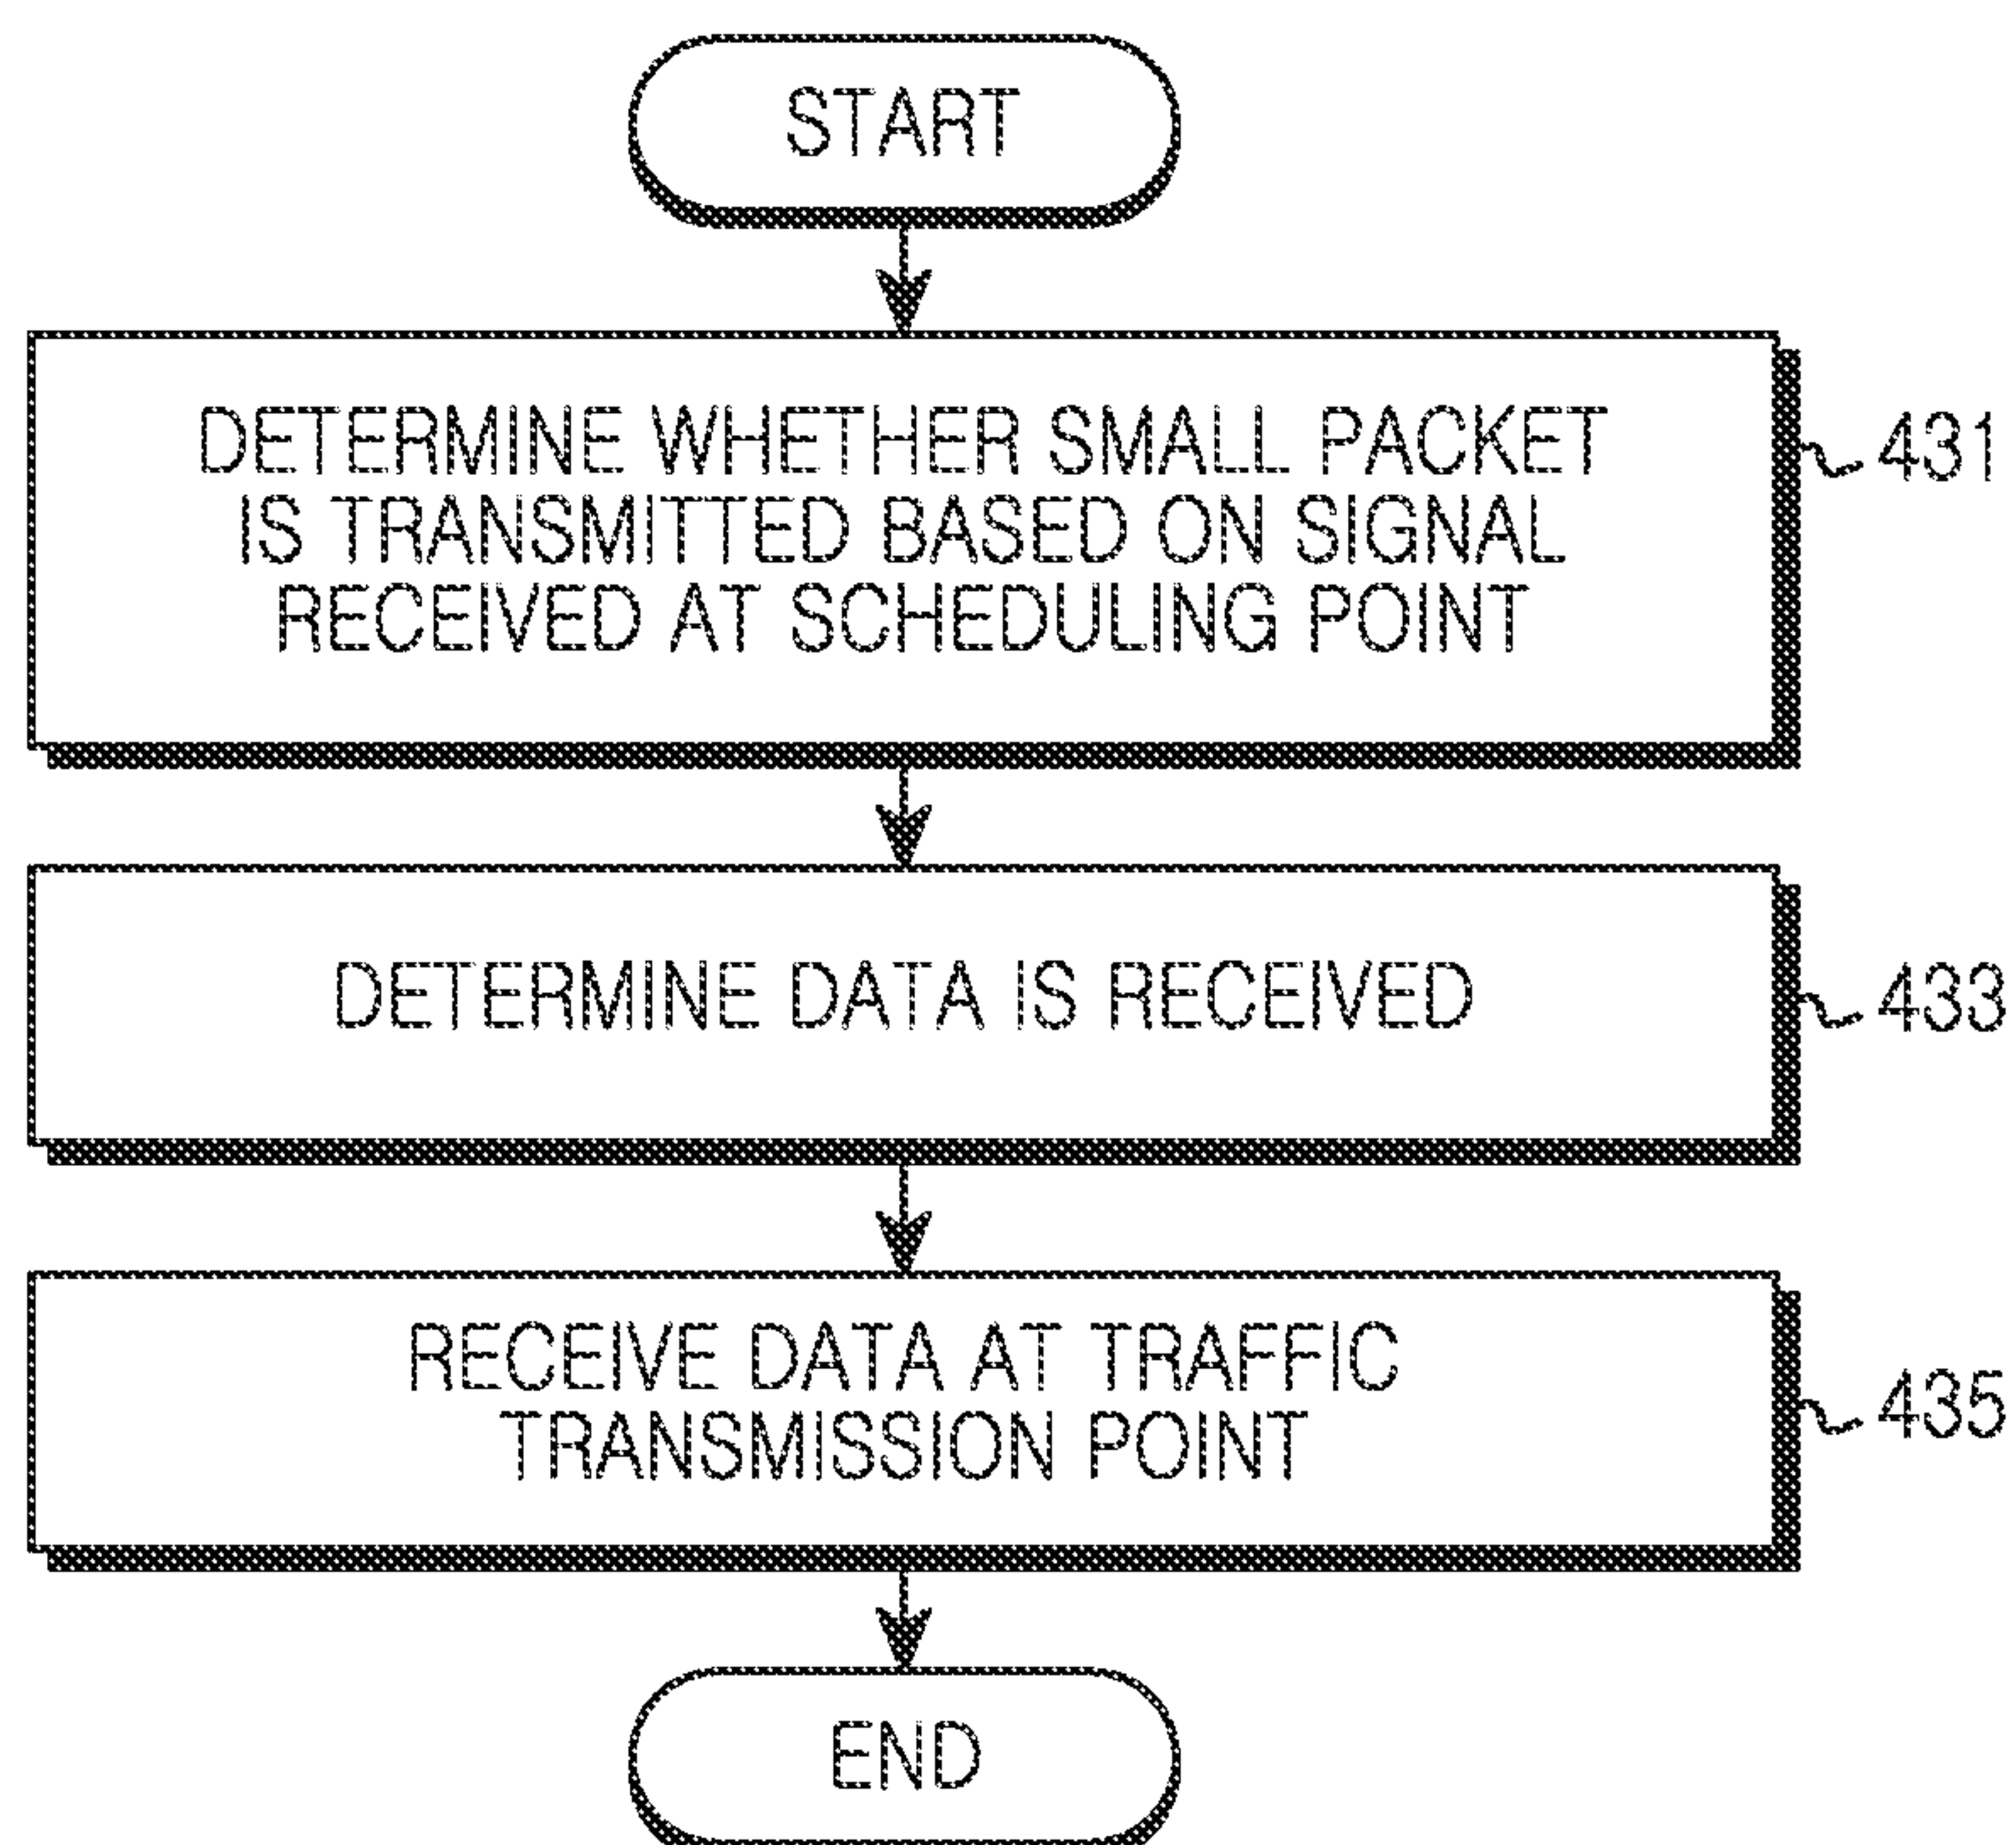 START
DETERMINE WHETHER SMALL PACKET
IS TRANSMITTED BASED ON SIGNAL
RECEIVED AT SCHEDULING POINT
431
DETERMINE DATA IS RECEIVED
433
RECEIVE DATA AT TRAFFIC
TRANSMISSION POINT
435
END